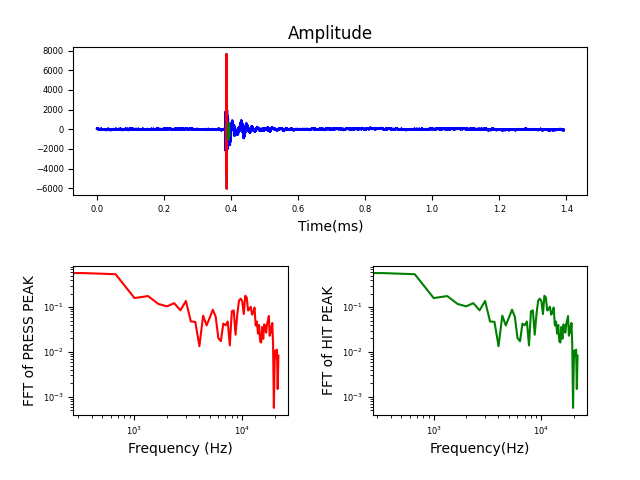 Amplitude
8000
6000
4000
2000
0
−2000
−4000
−6000
0.0 0.2 0.4 0.6 0.8 1.0 1.2 1.4
Time(ms)
FFT of PRESS PEAK
10⁻¹
10⁻²
10⁻³
10³ 10⁴
Frequency (Hz)
FFT of HIT PEAK
10⁻¹
10⁻²
10⁻³
10³ 10⁴
Frequency(Hz)